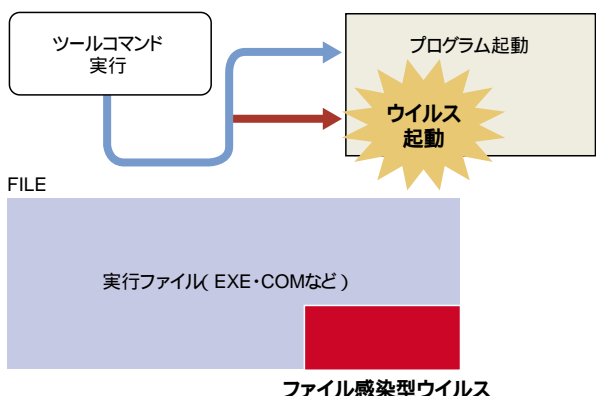 ツールコマンド
実行
プログラム起動
ウイルス
起動
FILE
実行ファイル( EXE・COMなど )
ファイル感染型ウイルス